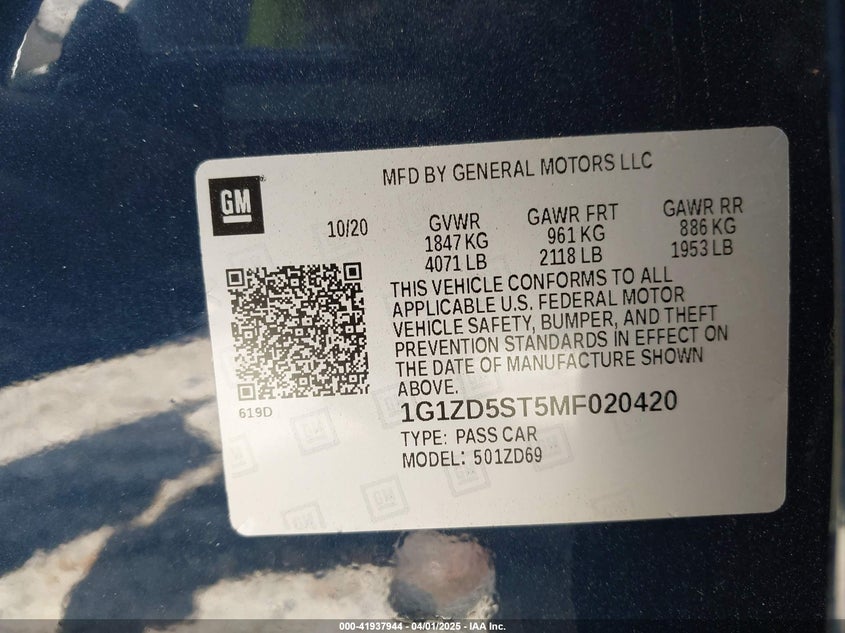 MFD BY GENERAL MOTORS LLC
GM
10/20
GVWR
1847 KG
4071 LB
GAWR FRT
961 KG
2118 LB
GAWR RR
886 KG
1953 LB
THIS VEHICLE CONFORMS TO ALL
APPLICABLE U.S. FEDERAL MOTOR
VEHICLE SAFETY, BUMPER, AND THEFT
PREVENTION STANDARDS IN EFFECT ON
THE DATE OF MANUFACTURE SHOWN
ABOVE.
619D
1G1ZD5ST5MF020420
TYPE: PASS CAR
MODEL: 501ZD69
000-41937944 - 04/01/2025 - IAA Inc.